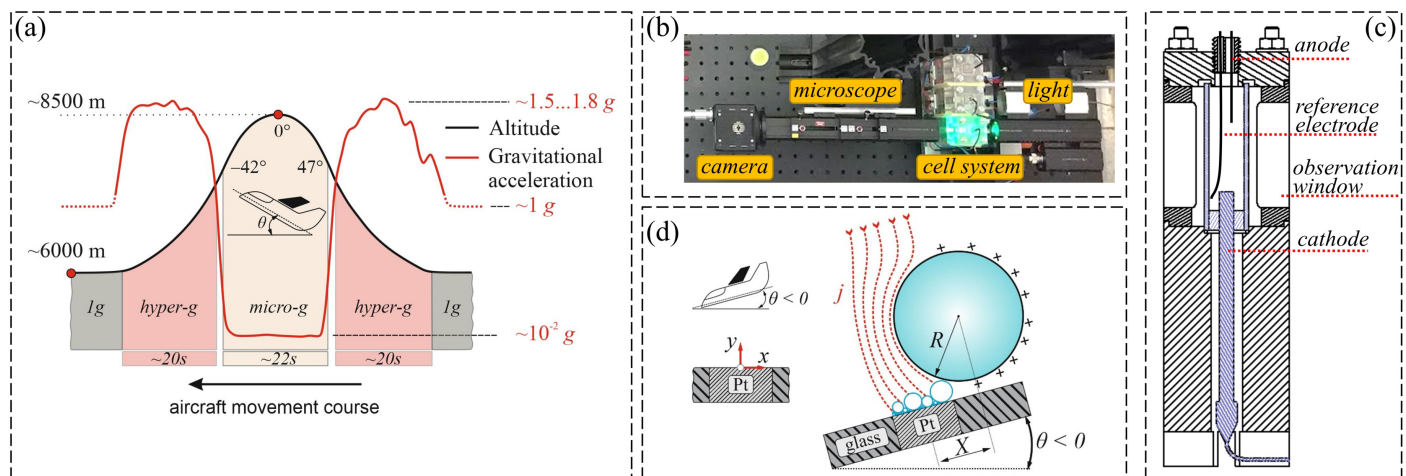 (a)
~8500 m
~1.5...1.8 g
0°
Altitude
Gravitational
acceleration
−42°
47°
θ
~1 g
~6000 m
1g
hyper-g
micro-g
hyper-g
1g
~10⁻² g
~20s
~22s
~20s
aircraft movement course
(b)
microscope
light
camera
cell system
(d)
θ < 0
j
+ + + + + + + + + + + + +
R
y
x
Pt
glass
Pt
X
θ < 0
(c)
anode
reference
electrode
observation
window
cathode